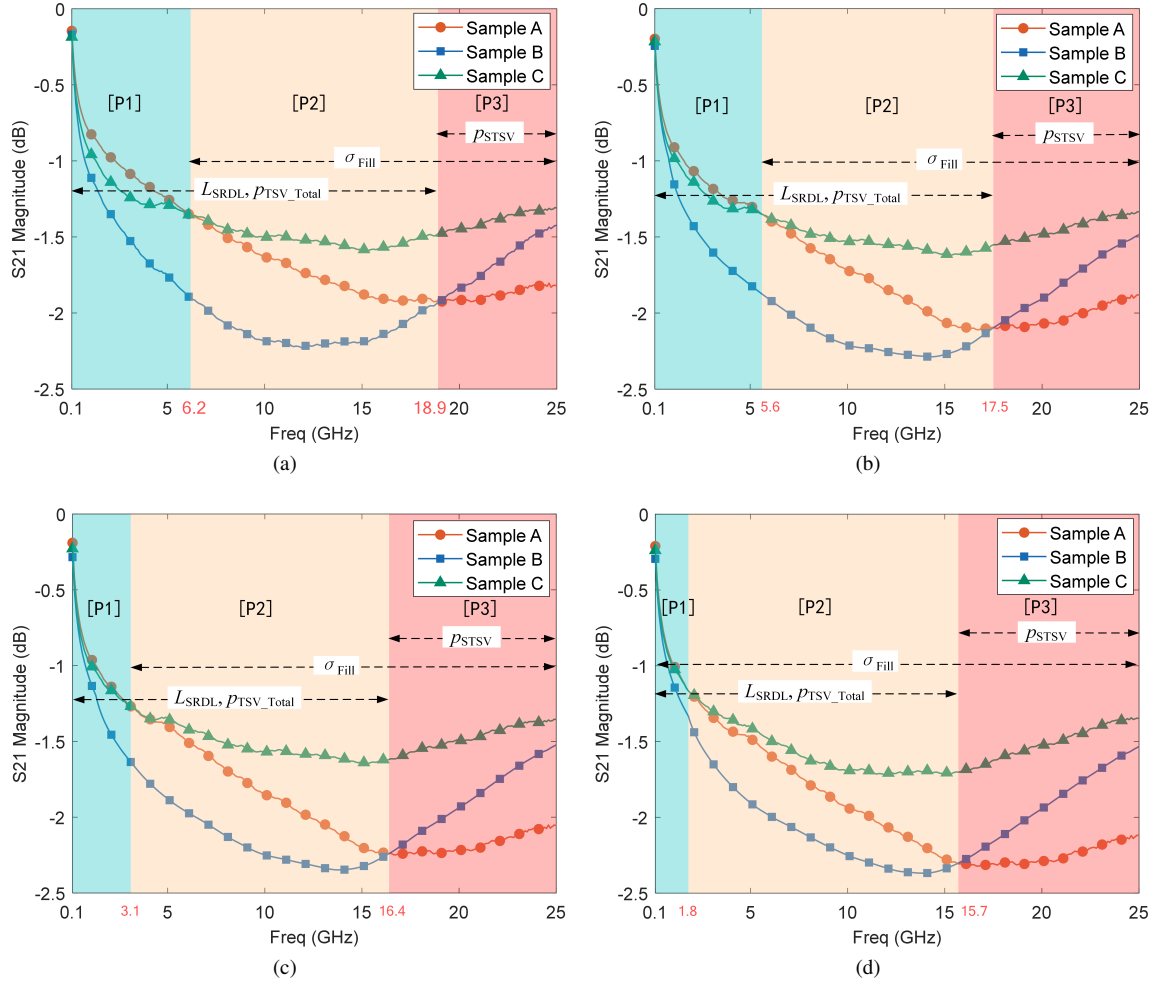 0
-0.5
-1
-1.5
-2
-2.5
S21 Magnitude (dB)
Sample A
Sample B
Sample C
[P1]
[P2]
[P3]
pSTSV
σFill
LSRDL, pTSV_Total
0.1 5 6.2 10 15 18.9 20 25
Freq (GHz)
(a)
0
-0.5
-1
-1.5
-2
-2.5
S21 Magnitude (dB)
Sample A
Sample B
Sample C
[P1]
[P2]
[P3]
pSTSV
σFill
LSRDL, pTSV_Total
0.1 5 5.6 10 15 17.5 20 25
Freq (GHz)
(b)
0
-0.5
-1
-1.5
-2
-2.5
S21 Magnitude (dB)
Sample A
Sample B
Sample C
[P1]
[P2]
[P3]
pSTSV
σFill
LSRDL, pTSV_Total
0.1 3.1 5 10 15 16.4 20 25
Freq (GHz)
(c)
0
-0.5
-1
-1.5
-2
-2.5
S21 Magnitude (dB)
Sample A
Sample B
Sample C
[P1]
[P2]
[P3]
pSTSV
σFill
LSRDL, pTSV_Total
0.1 1.8 5 10 15 15.7 20 25
Freq (GHz)
(d)